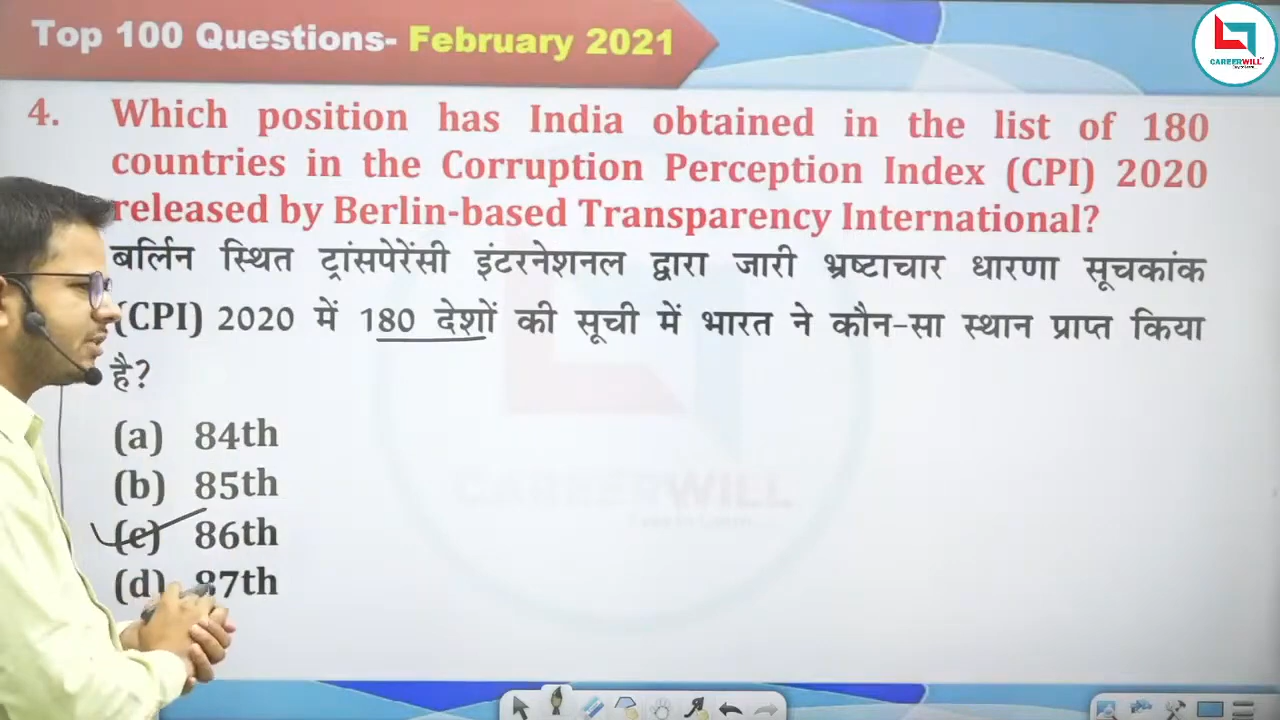 Top 100 Questions- February 2021
CAREERWILL
4. Which position has India obtained in the list of 180
countries in the Corruption Perception Index (CPI) 2020
released by Berlin-based Transparency International?
बर्लिन स्थित ट्रांसपेरेंसी इंटरनेशनल द्वारा जारी भ्रष्टाचार धारणा सूचकांक
(CPI) 2020 में 180 देशों की सूची में भारत ने कौन-सा स्थान प्राप्त किया
है?
(a) 84th
(b) 85th
(c) 86th
(d) 87th
CAREERWILL